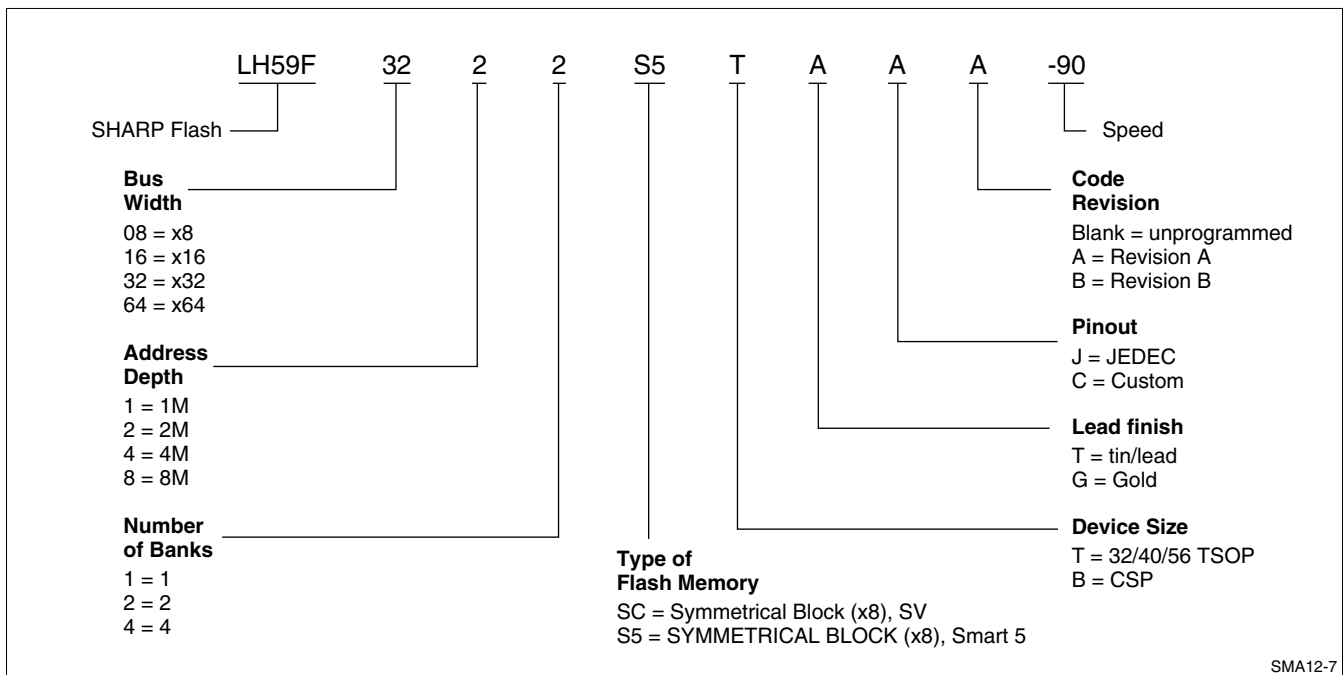 LH59F 32 2 2 S5 T A A A -90
SHARP Flash
Speed
Bus
Width
08 = x8
16 = x16
32 = x32
64 = x64
Address
Depth
1 = 1M
2 = 2M
4 = 4M
8 = 8M
Number
of Banks
1 = 1
2 = 2
4 = 4
Type of
Flash Memory
SC = Symmetrical Block (x8), SV
S5 = SYMMETRICAL BLOCK (x8), Smart 5
Code
Revision
Blank = unprogrammed
A = Revision A
B = Revision B
Pinout
J = JEDEC
C = Custom
Lead finish
T = tin/lead
G = Gold
Device Size
T = 32/40/56 TSOP
B = CSP
SMA12-7